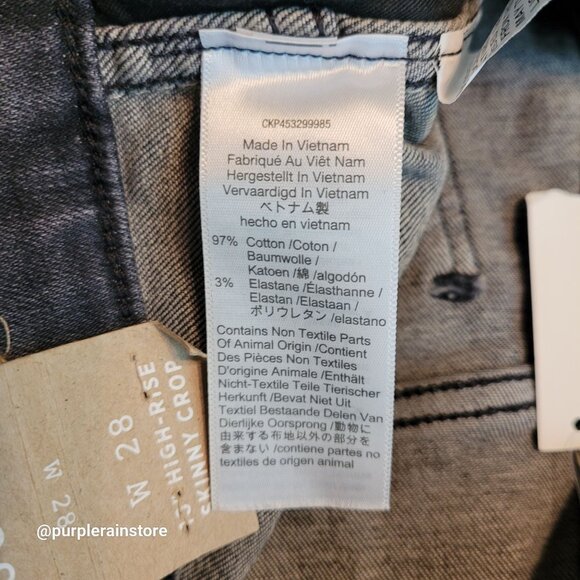 CKP453299985
Made In Vietnam
Fabriqué Au Viêt Nam
Hergestellt In Vietnam
Vervaardigd In Vietnam
ベトナム製
hecho en vietnam
97% Cotton /Coton /
Baumwolle /
Katoen /綿 /algodón
3% Elastane /Élasthanne /
Elastan /Elastaan /
ポリウレタン /elastano
Contains Non Textile Parts
Of Animal Origin /Contient
Des Pièces Non Textiles
D'origine Animale /Enthält
Nicht-Textile Teile Tierischer
Herkunft /Bevat Niet Uit
Textiel Bestaande Delen Van
Dierlijke Oorsprong /動物に
由来する布地以外の部分を
含まない /contiene partes no
textiles de origen animal
HIGH-RISE
SKINNY CROP
W 28
W 28
@purplerainstore